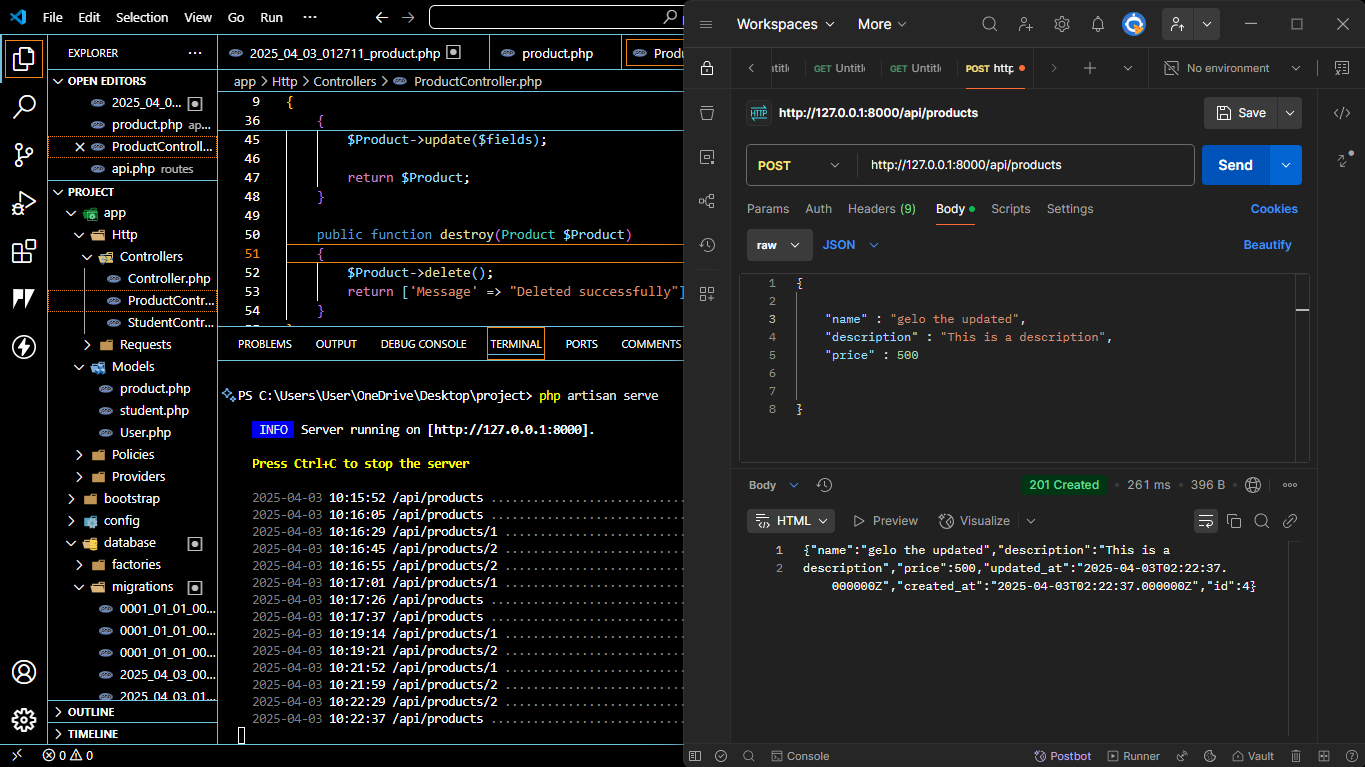 File Edit Selection View Go Run ...
EXPLORER ...
OPEN EDITORS
2025_04_0...
product.php ap...
ProductControll...
api.php routes
PROJECT
app
Http
Controllers
Controller.php
ProductContr...
StudentContr...
Requests
Models
product.php
student.php
User.php
Policies
Providers
bootstrap
config
database
factories
migrations
0001_01_01_00...
0001_01_01_00...
0001_01_01_00...
2025_04_03_00...
2025_04_03_01...
OUTLINE
TIMELINE
0 0
2025_04_03_012711_product.php product.php Produ
app > Http > Controllers > ProductController.php
9 {
36 {
45 $Product->update($fields);
46
47 return $Product;
48 }
49
50 public function destroy(Product $Product)
51 {
52 $Product->delete();
53 return ['Message' => "Deleted successfully"]
54 }
PROBLEMS OUTPUT DEBUG CONSOLE TERMINAL PORTS COMMENTS
PS C:\Users\User\OneDrive\Desktop\project> php artisan serve
INFO Server running on [http://127.0.0.1:8000].
Press Ctrl+C to stop the server
2025-04-03 10:15:52 /api/products ............................
2025-04-03 10:16:05 /api/products ............................
2025-04-03 10:16:29 /api/products/1 ..........................
2025-04-03 10:16:45 /api/products/2 ..........................
2025-04-03 10:16:55 /api/products/2 ..........................
2025-04-03 10:17:01 /api/products/1 ..........................
2025-04-03 10:17:26 /api/products ............................
2025-04-03 10:17:37 /api/products ............................
2025-04-03 10:19:14 /api/products/1 ..........................
2025-04-03 10:19:21 /api/products/2 ..........................
2025-04-03 10:21:52 /api/products/1 ..........................
2025-04-03 10:21:59 /api/products/2 ..........................
2025-04-03 10:22:29 /api/products/2 ..........................
2025-04-03 10:22:37 /api/products ............................
Workspaces More
ntitl GET Untitl GET Untitl POST http No environment
HTTP http://127.0.0.1:8000/api/products Save
POST http://127.0.0.1:8000/api/products Send
Params Auth Headers (9) Body Scripts Settings Cookies
raw JSON Beautify
1 {
2
3 "name" : "gelo the updated",
4 "description" : "This is a description",
5 "price" : 500
6
7
8 }
Body 201 Created 261 ms 396 B
HTML Preview Visualize
1 {"name":"gelo the updated","description":"This is a
2 description","price":500,"updated_at":"2025-04-03T02:22:37.
000000Z","created_at":"2025-04-03T02:22:37.000000Z","id":4}
Console Postbot Runner Vault